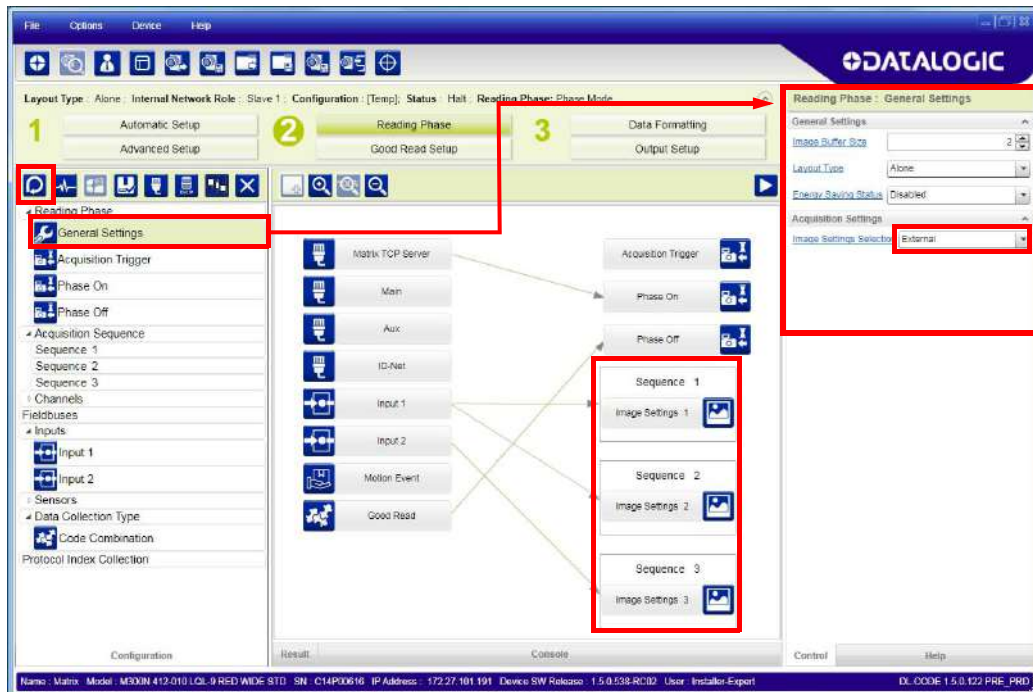 File Options Device Help
DATALOGIC
Layout Type : Alone : Internal Network Role : Slave 1 : Configuration : [Temp]; Status : Halt : Reading Phase: Phase Mode
1 Automatic Setup
Advanced Setup
2 Reading Phase
Good Read Setup
3 Data Formatting
Output Setup
Reading Phase
General Settings
Acquisition Trigger
Phase On
Phase Off
Acquisition Sequence
Sequence 1
Sequence 2
Sequence 3
Channels
Fieldbuses
Inputs
Input 1
Input 2
Sensors
Data Collection Type
Code Combination
Protocol Index Collection
Configuration
Matrix TCP Server
Main
Aux
ID-Net
Input 1
Input 2
Motion Event
Good Read
Acquisition Trigger
Phase On
Phase Off
Sequence 1
Image Settings 1
Sequence 2
Image Settings 2
Sequence 3
Image Settings 3
Result
Console
Reading Phase : General Settings
General Settings
Image Buffer Size 2
Layout Type Alone
Energy Saving Status Disabled
Acquisition Settings
Image Settings Selectio External
Control Help
Name : Matrix Model : M300N 412-010 LQL-9 RED WIDE STD SN : C14P00616 IP Address : 172.27.101.191 Device SW Release : 1.5.0.538-RC02 User : Installer-Expert DL.CODE 1.5.0.122 PRE_PRD